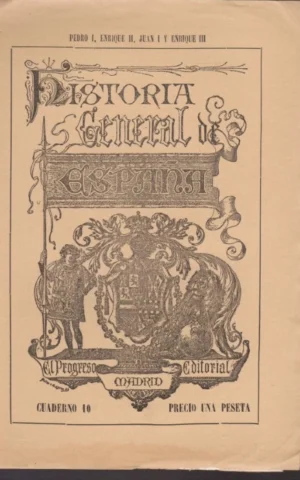 PEDRO I, ENRIQUE II, JUAN I Y ENRIQUE III
HISTORIA
General de
ESPAÑA
El Progreso Editorial
MADRID
CUADERNO 10 PRECIO UNA PESETA